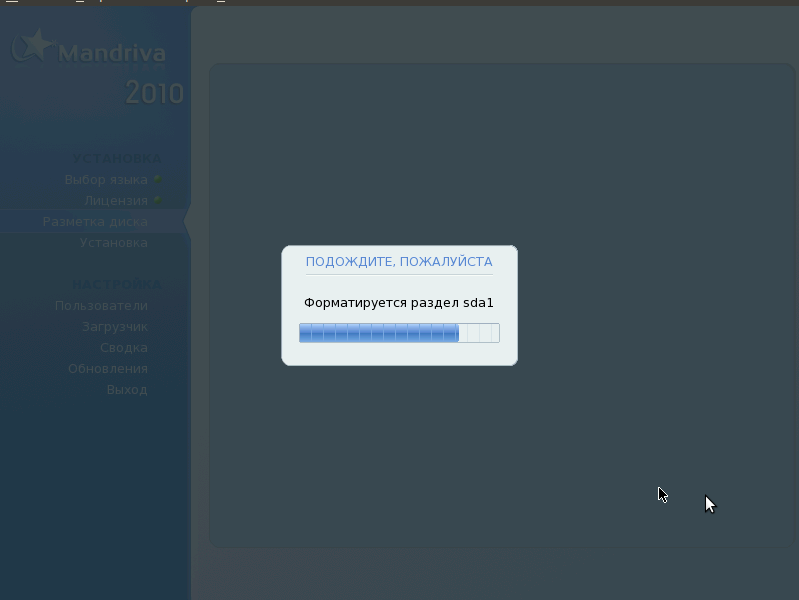 Mandriva
2010
УСТАНОВКА
Выбор языка
Лицензия
Разметка диска
Установка
НАСТРОЙКА
Пользователи
Загрузчик
Сводка
Обновления
Выход
ПОДОЖДИТЕ, ПОЖАЛУЙСТА
Форматируется раздел sda1